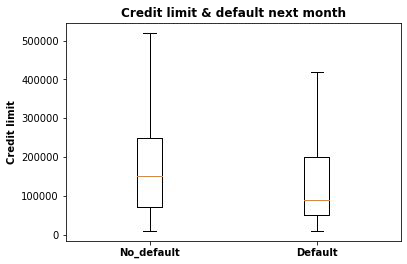 Credit limit & default next month
500000
400000
300000
200000
100000
0
Credit limit
No_default
Default